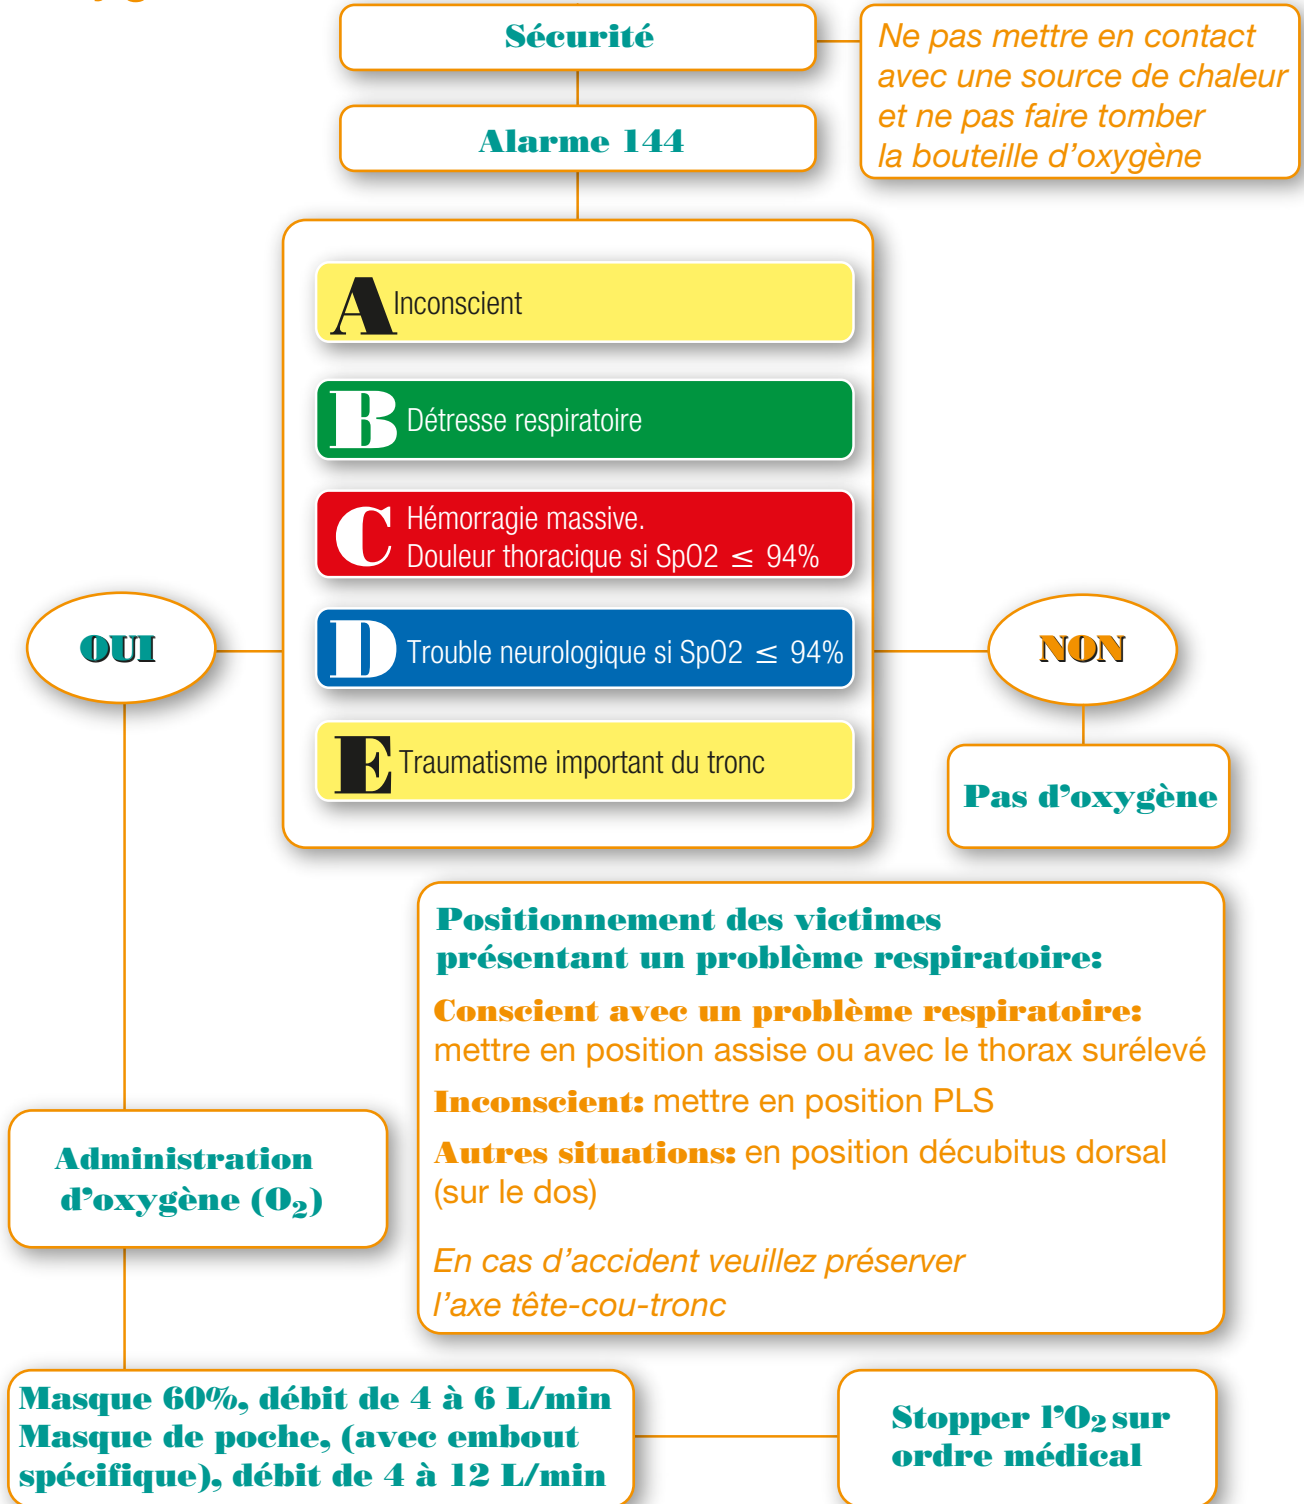 Sécurité
Ne pas mettre en contact
avec une source de chaleur
et ne pas faire tomber
la bouteille d’oxygène
Alarme 144
A Inconscient
B Détresse respiratoire
C Hémorragie massive.
Douleur thoracique si SpO2 ≤ 94%
D Trouble neurologique si SpO2 ≤ 94%
E Traumatisme important du tronc
OUI
NON
Pas d’oxygène
Positionnement des victimes
présentant un problème respiratoire:
Conscient avec un problème respiratoire:
mettre en position assise ou avec le thorax surélevé
Inconscient: mettre en position PLS
Autres situations: en position décubitus dorsal
(sur le dos)
En cas d’accident veuillez préserver
l’axe tête-cou-tronc
Administration
d’oxygène (O₂)
Masque 60%, débit de 4 à 6 L/min
Masque de poche, (avec embout
spécifique), débit de 4 à 12 L/min
Stopper l’O₂ sur
ordre médical